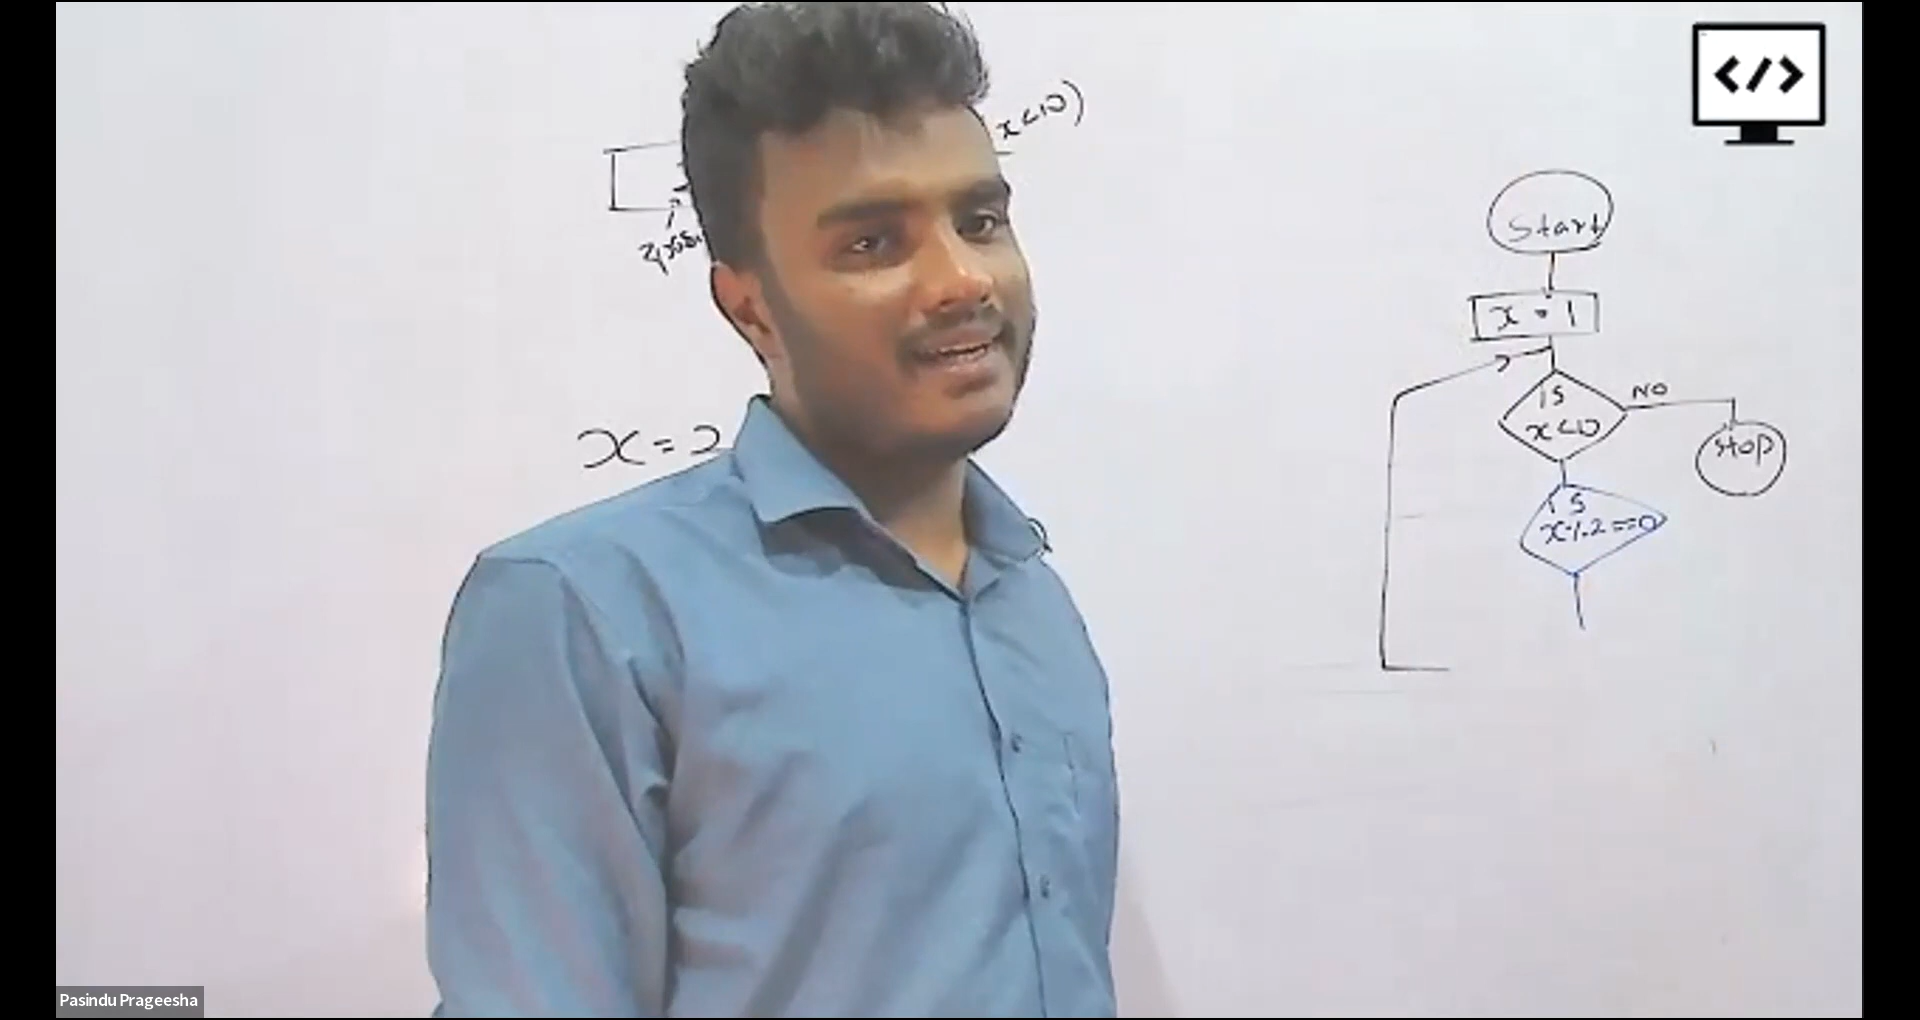 x<10)
x=2
Start
x = 1
is
x<10
NO
Stop
is
x%2==0
</>
Pasindu Prageesha